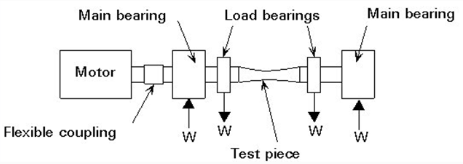 Main bearing
Load bearings
Main bearing
Motor
Flexible coupling
W
W
W
W
Test piece